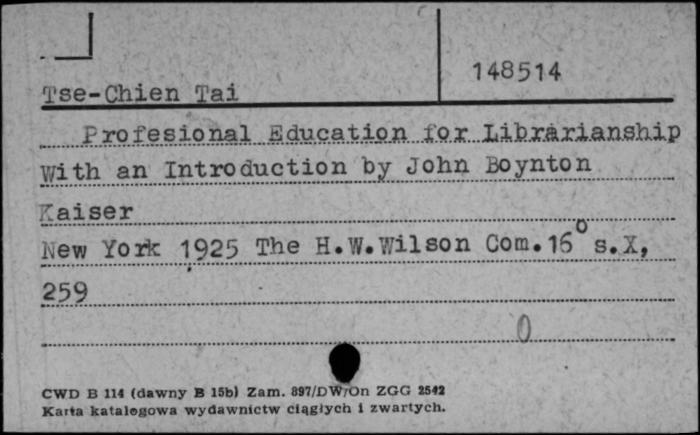 148514
Tse-Chien Tai
Profesional Education for Librarianship
With an Introduction by John Boynton
Kaiser
New York 1925 The H.W.Wilson Com.16° s.X,
259
0
CWD B 114 (dawny B 15b) Zam. 897/DW/On ZGG 2542
Karta katalogowa wydawnictw ciągłych i zwartych.